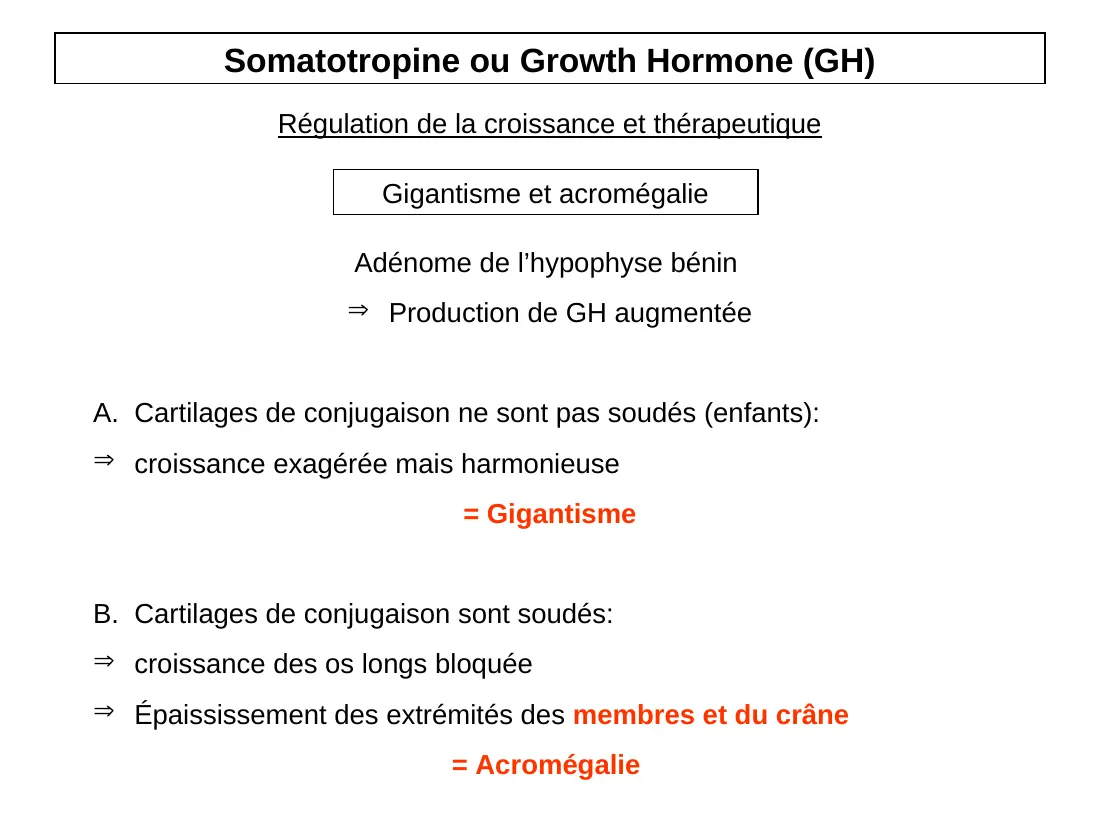 Somatotropine ou Growth Hormone (GH)
Régulation de la croissance et thérapeutique
Gigantisme et acromégalie
Adénome de l’hypophyse bénin
⇒ Production de GH augmentée
A. Cartilages de conjugaison ne sont pas soudés (enfants):
⇒ croissance exagérée mais harmonieuse
= Gigantisme
B. Cartilages de conjugaison sont soudés:
⇒ croissance des os longs bloquée
⇒ Épaississement des extrémités des membres et du crâne
= Acromégalie